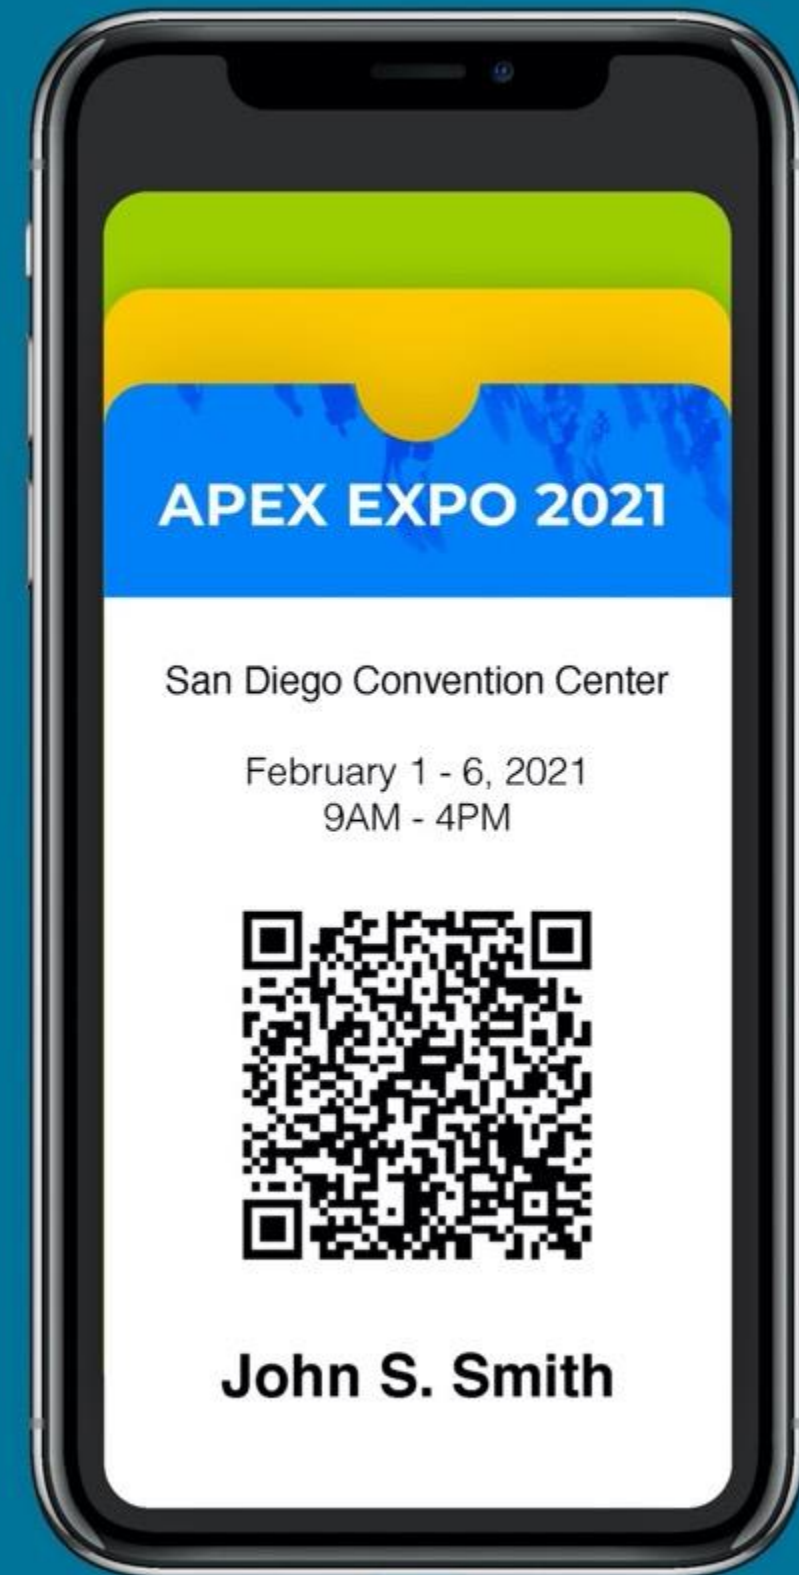 APEX EXPO 2021
San Diego Convention Center
February 1 - 6, 2021
9AM - 4PM
John S. Smith